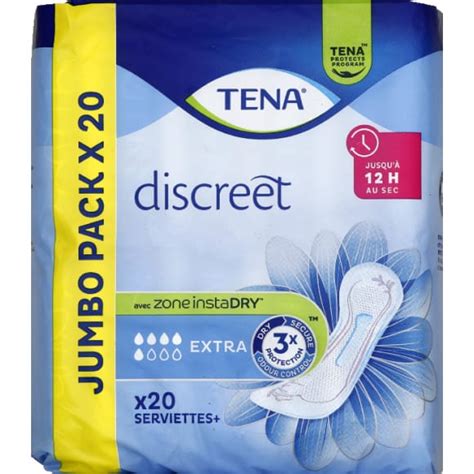 JUMBO PACK X 20
TENA
PROTECTS
PROGRAM
TENA®
JUSQU'À
12 H
AU SEC
discreet
avec zone instaDRY™
EXTRA
DRY
SECURE
3x
PROTECTION
ODOUR CONTROL
™
x20
SERVIETTES+